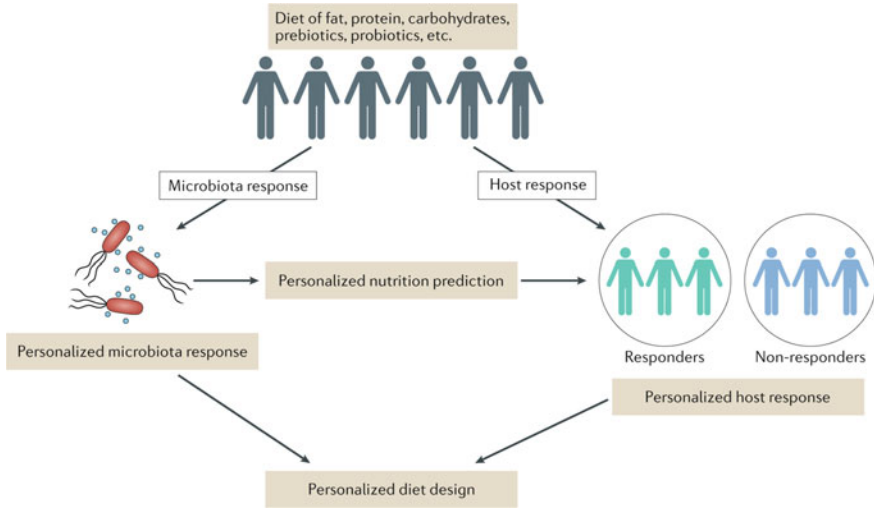 Diet of fat, protein, carbohydrates,
prebiotics, probiotics, etc.
Microbiota response
Host response
Personalized nutrition prediction
Responders
Non-responders
Personalized microbiota response
Personalized host response
Personalized diet design